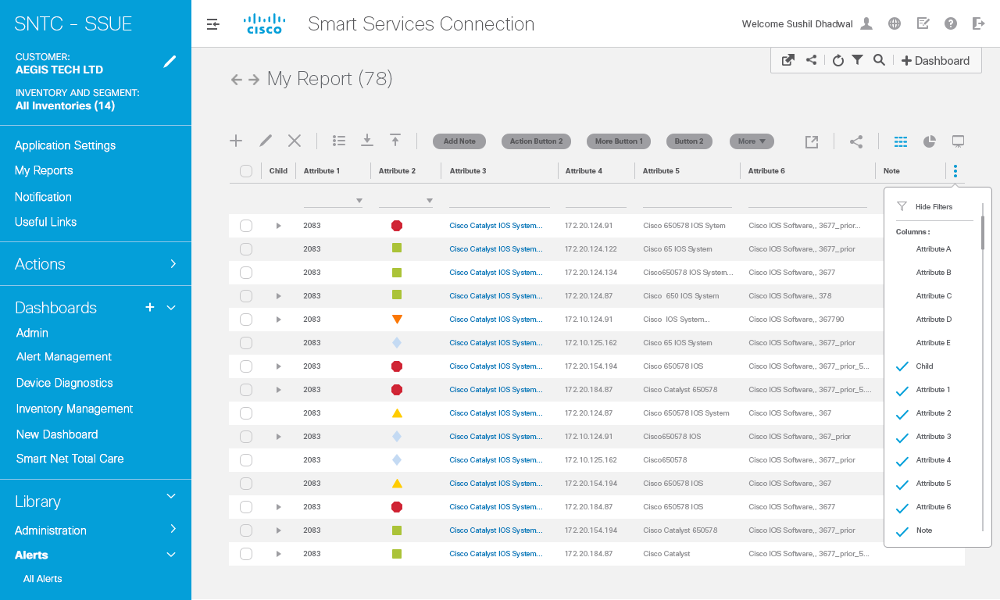 SNTC – SSUE
CUSTOMER:
AEGIS TECH LTD
INVENTORY AND SEGMENT:
All Inventories (14)
Application Settings
My Reports
Notification
Useful Links
Actions
Dashboards
Admin
Alert Management
Device Diagnostics
Inventory Management
New Dashboard
Smart Net Total Care
Library
Administration
Alerts
All Alerts
CISCO
Smart Services Connection
Welcome Sushil Dhadwal
Dashboard
My Report (78)
Add Note Action Button 2 More Button 1 Button 2 More
Child Attribute 1 Attribute 2 Attribute 3 Attribute 4 Attribute 5 Attribute 6 Note
2083 Cisco Catalyst IOS System... 172.20.124.91 Cisco 650578 IOS Sytem Cisco IOS Software,, 3677_prior...
2083 Cisco Catalyst IOS System... 172.20.124.122 Cisco 65 IOS System Cisco IOS Software,, 3677_prior
2083 Cisco Catalyst IOS System... 172.20.124.134 Cisco650578 IOS System... Cisco IOS Software,, 3677
2083 Cisco Catalyst IOS System... 172.20.124.87 Cisco 650 IOS System Cisco IOS Software,, 378
2083 Cisco Catalyst IOS System... 172.10.124.91 Cisco IOS System... Cisco IOS Software,, 367790
2083 Cisco Catalyst IOS System... 172.10.125.162 Cisco 65 IOS System Cisco IOS Software,, 3677_prior
2083 Cisco Catalyst IOS System... 172.20.154.194 Cisco 650578 IOS Cisco IOS Software,, 3677_prior_5...
2083 Cisco Catalyst IOS System... 172.20.184.87 Cisco Catalyst 650578 Cisco IOS Software,, 3677_prior_5....
2083 Cisco Catalyst IOS System... 172.20.124.87 Cisco 650578 IOS System Cisco IOS Software,, 367
2083 Cisco Catalyst IOS System... 172.10.124.91 Cisco650578 IOS Cisco IOS Software,, 367_prior
2083 Cisco Catalyst IOS System... 172.10.125.162 Cisco650578 Cisco IOS Software,, 3677_prior
2083 Cisco Catalyst IOS System... 172.20.154.194 Cisco 650578 IOS Cisco IOS Software,, 367
2083 Cisco Catalyst IOS System... 172.20.184.87 Cisco 650578 IOS Cisco IOS Software,, 3677
2083 Cisco Catalyst IOS System... 172.20.154.194 Cisco Catalyst 650578 Cisco IOS Software,, 3677_prior
2083 Cisco Catalyst IOS System... 172.20.184.87 Cisco Catalyst Cisco IOS Software,, 3677_prior_5...
Hide Filters
Columns :
Attribute A
Attribute B
Attribute C
Attribute D
Attribute E
Child
Attribute 1
Attribute 2
Attribute 3
Attribute 4
Attribute 5
Attribute 6
Note